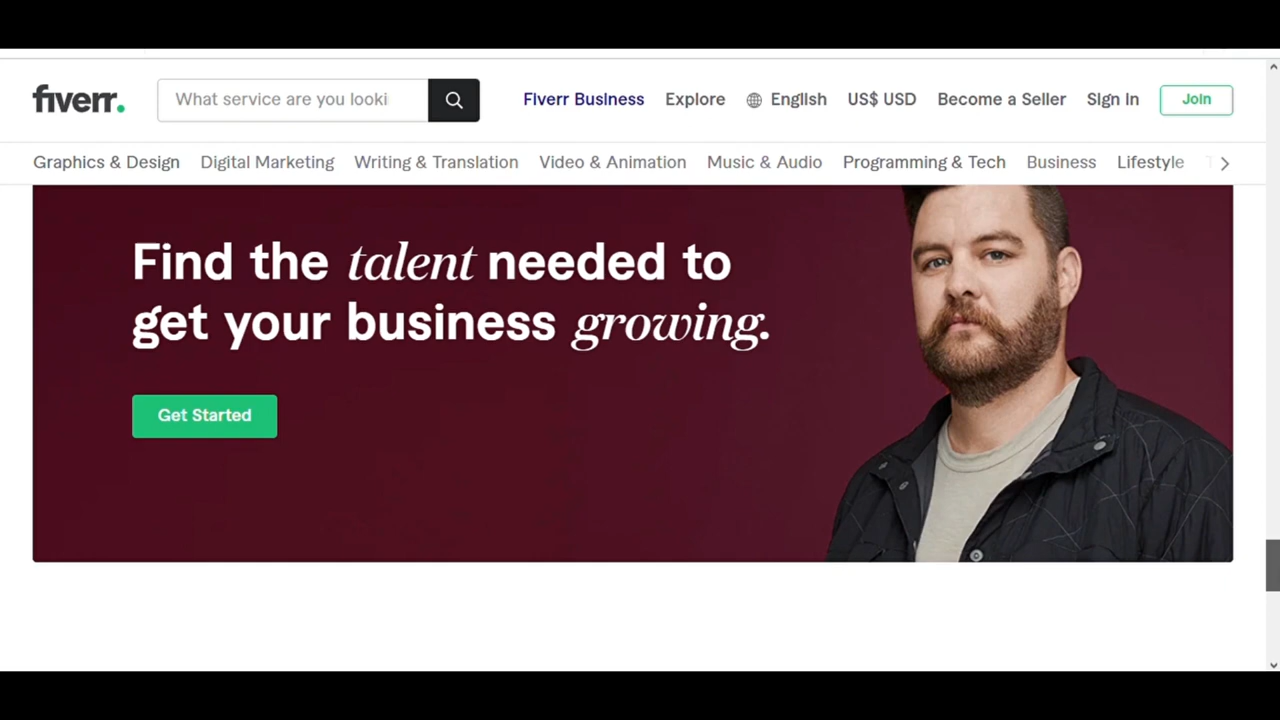 fiverr.
What service are you looki
Fiverr Business Explore English US$ USD Become a Seller Sign In Join
Graphics & Design Digital Marketing Writing & Translation Video & Animation Music & Audio Programming & Tech Business Lifestyle
Find the talent needed to
get your business growing.
Get Started